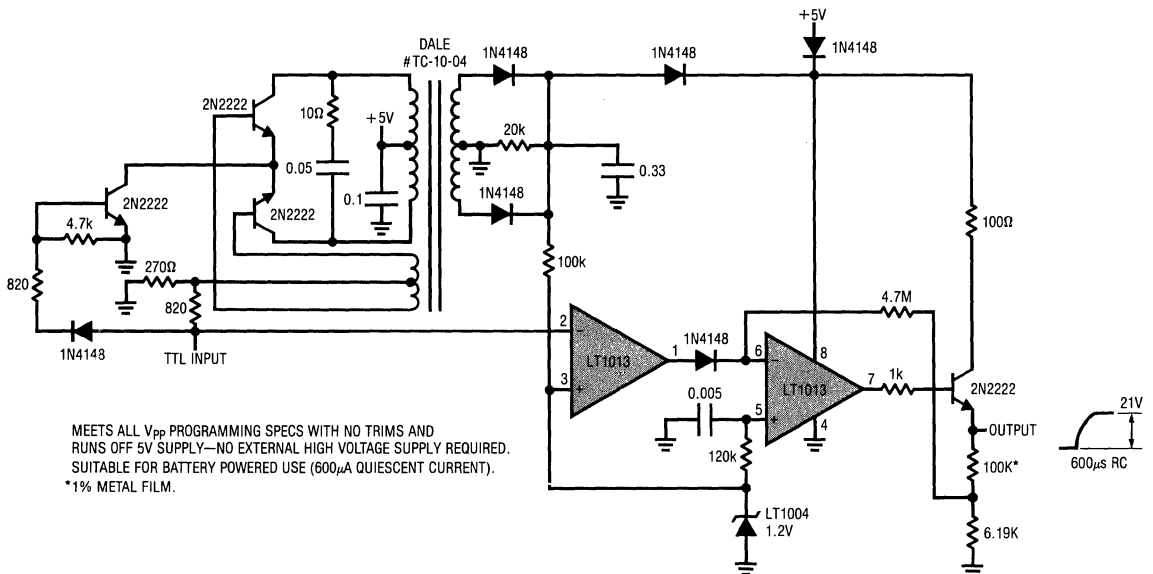 +5V
1N4148
DALE
#TC-10-04
1N4148
1N4148
2N2222
10Ω
+5V
20k
0.05
0.1
0.33
2N2222
1N4148
2N2222
4.7k
100Ω
820
270Ω
820
100k
4.7M
1N4148
TTL INPUT
2
3
1
LT1013
1N4148
6
8
LT1013
7
1k
2N2222
0.005
5
4
OUTPUT
21V
600µs RC
120k
100K*
LT1004
1.2V
6.19K
MEETS ALL VPP PROGRAMMING SPECS WITH NO TRIMS AND
RUNS OFF 5V SUPPLY—NO EXTERNAL HIGH VOLTAGE SUPPLY REQUIRED.
SUITABLE FOR BATTERY POWERED USE (600µA QUIESCENT CURRENT).
*1% METAL FILM.